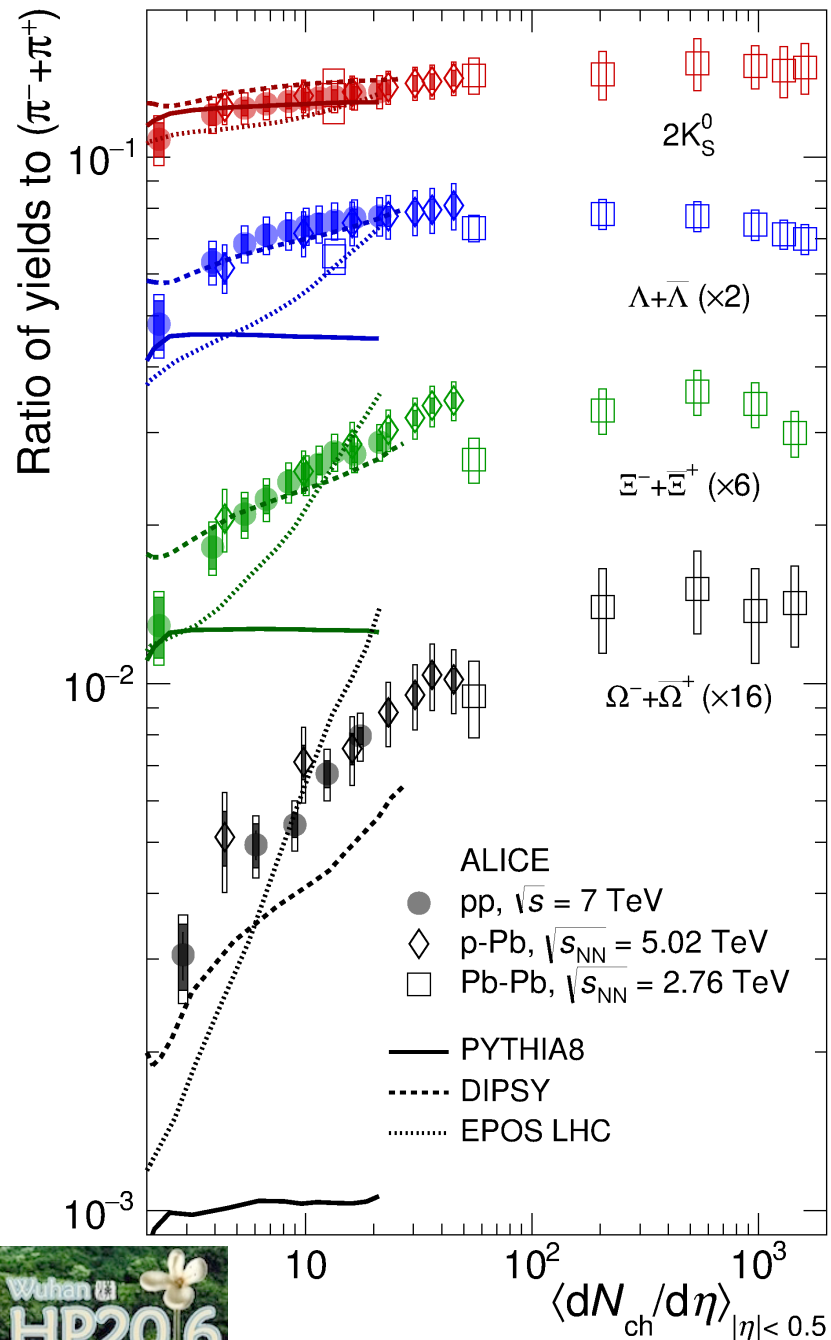 Ratio of yields to (π⁻+π⁺)
10⁻¹
10⁻²
10⁻³
2K⁰S
Λ+Λ̅ (×2)
Ξ⁻+Ξ̅⁺ (×6)
Ω⁻+Ω̅⁺ (×16)
ALICE
pp, √s = 7 TeV
p-Pb, √sNN = 5.02 TeV
Pb-Pb, √sNN = 2.76 TeV
PYTHIA8
DIPSY
EPOS LHC
10
10²
10³
⟨dNch/dη⟩|η|< 0.5
Wuhan